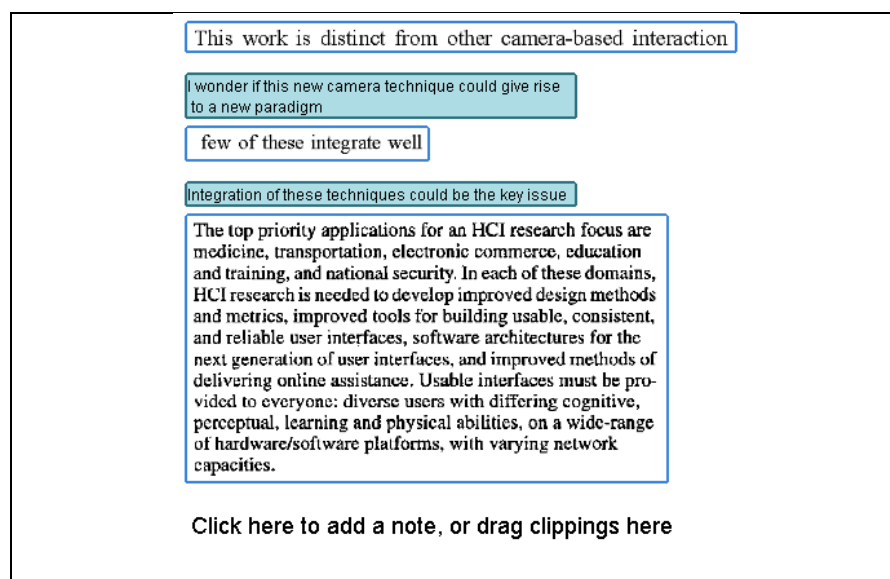 This work is distinct from other camera-based interaction
I wonder if this new camera technique could give rise
to a new paradigm
few of these integrate well
Integration of these techniques could be the key issue
The top priority applications for an HCI research focus are
medicine, transportation, electronic commerce, education
and training, and national security. In each of these domains,
HCI research is needed to develop improved design methods
and metrics, improved tools for building usable, consistent,
and reliable user interfaces, software architectures for the
next generation of user interfaces, and improved methods of
delivering online assistance. Usable interfaces must be pro-
vided to everyone: diverse users with differing cognitive,
perceptual, learning and physical abilities, on a wide-range
of hardware/software platforms, with varying network
capacities.
Click here to add a note, or drag clippings here